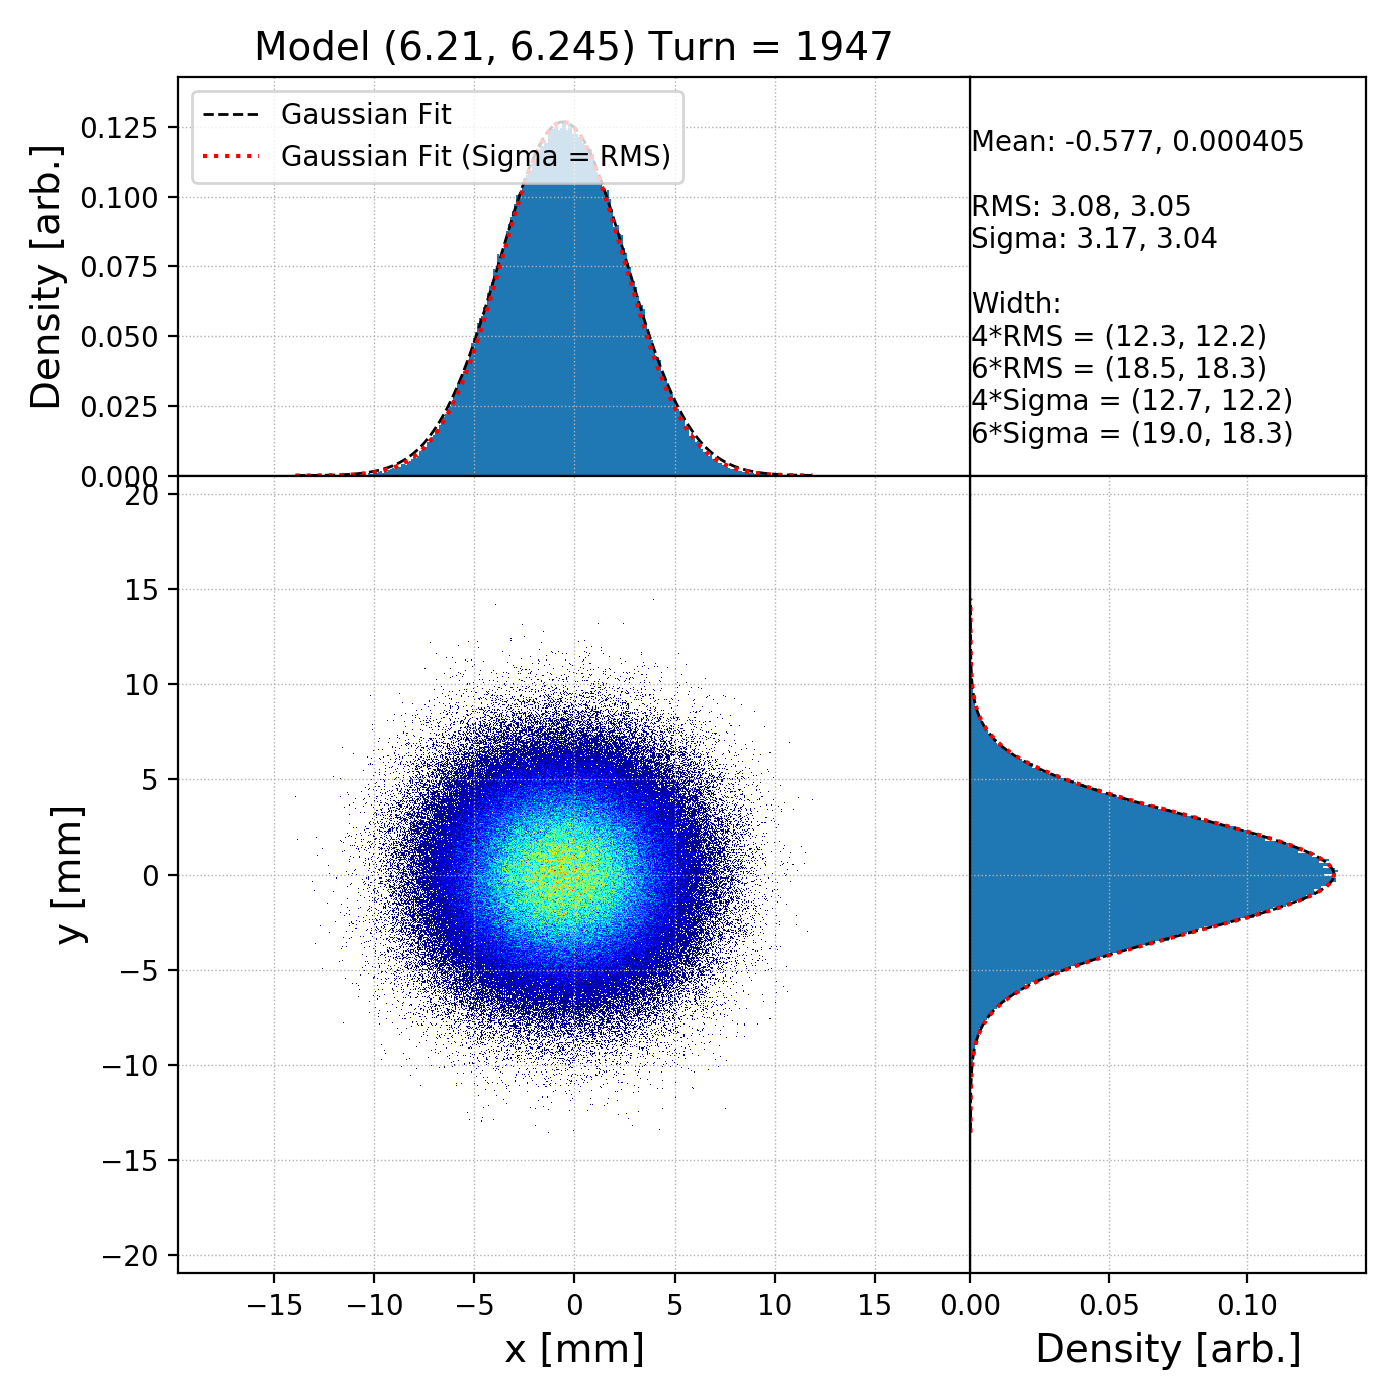 Model (6.21, 6.245) Turn = 1947
Gaussian Fit
Gaussian Fit (Sigma = RMS)
Density [arb.]
0.125
0.100
0.075
0.050
0.025
0.000
Mean: -0.577, 0.000405
RMS: 3.08, 3.05
Sigma: 3.17, 3.04
Width:
4*RMS = (12.3, 12.2)
6*RMS = (18.5, 18.3)
4*Sigma = (12.7, 12.2)
6*Sigma = (19.0, 18.3)
y [mm]
20
15
10
5
0
−5
−10
−15
−20
−15 −10 −5 0 5 10 15
x [mm]
0.00 0.05 0.10
Density [arb.]